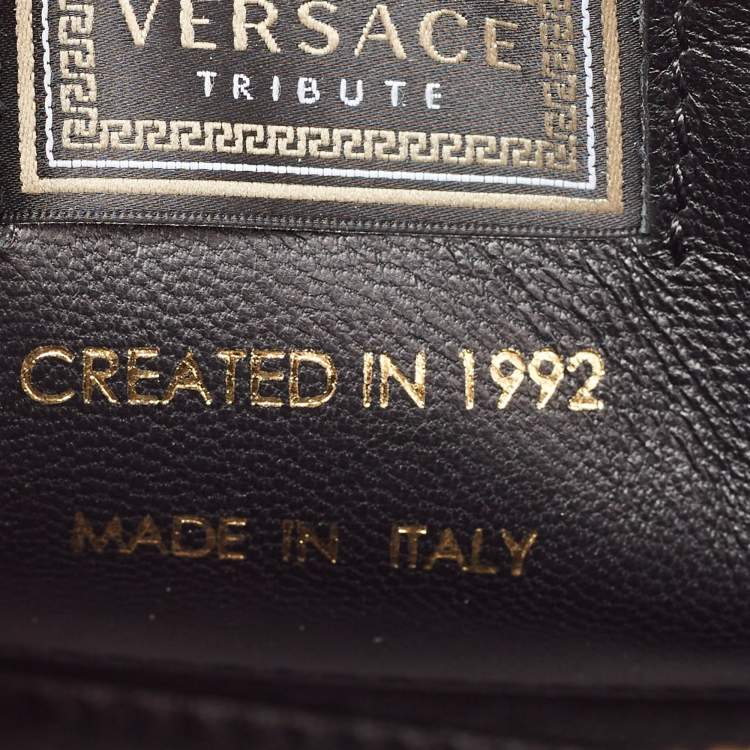 VERSACE
TRIBUTE
CREATED IN 1992
MADE IN ITALY